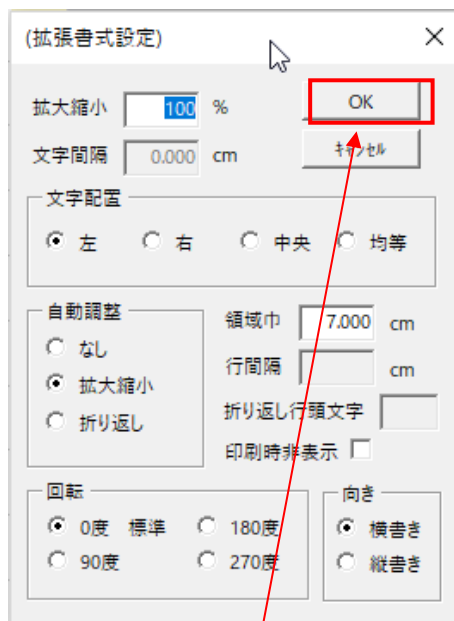 (拡張書式設定)
拡大縮小 100 % OK
文字間隔 0.000 cm ｷｬﾝｾﾙ
文字配置
左 右 中央 均等
自動調整
なし
拡大縮小
折り返し
領域巾 7.000 cm
行間隔 cm
折り返し行頭文字
印刷時非表示
回転
0度 標準 180度
90度 270度
向き
横書き
縦書き